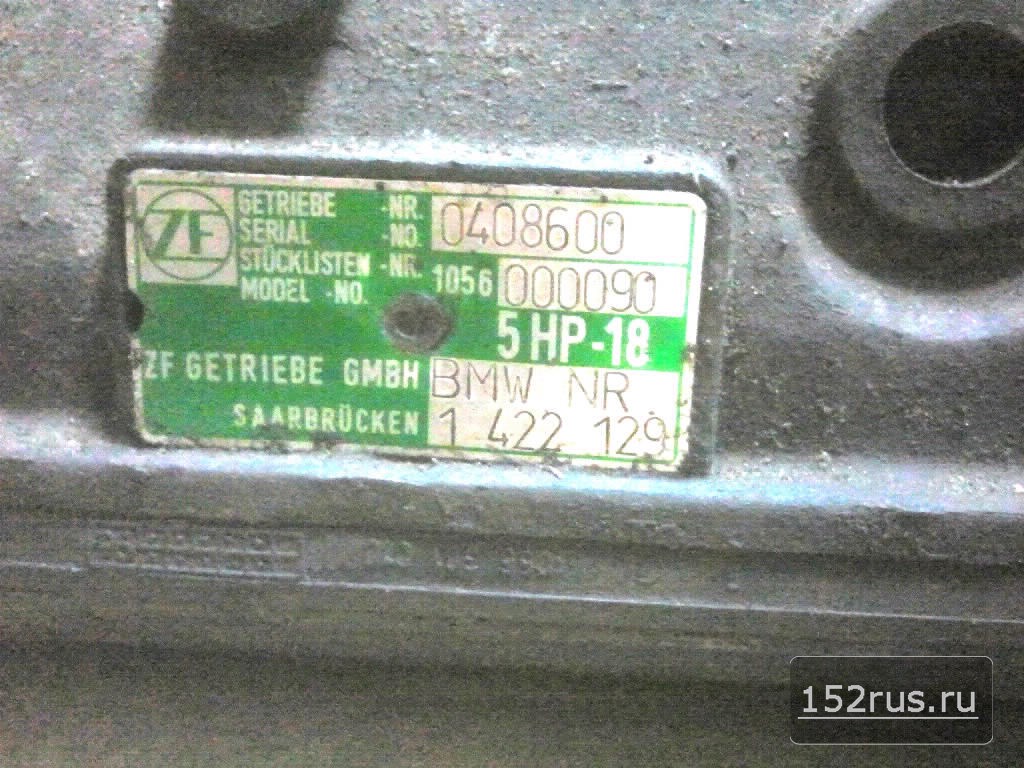 ZF
GETRIEBE -NR. 0408600
SERIAL -NO.
STÜCKLISTEN -NR. 1056 000090
MODEL -NO.
5 HP-18
ZF GETRIEBE GMBH BMW NR
SAARBRÜCKEN 1 422 129
152rus.ru